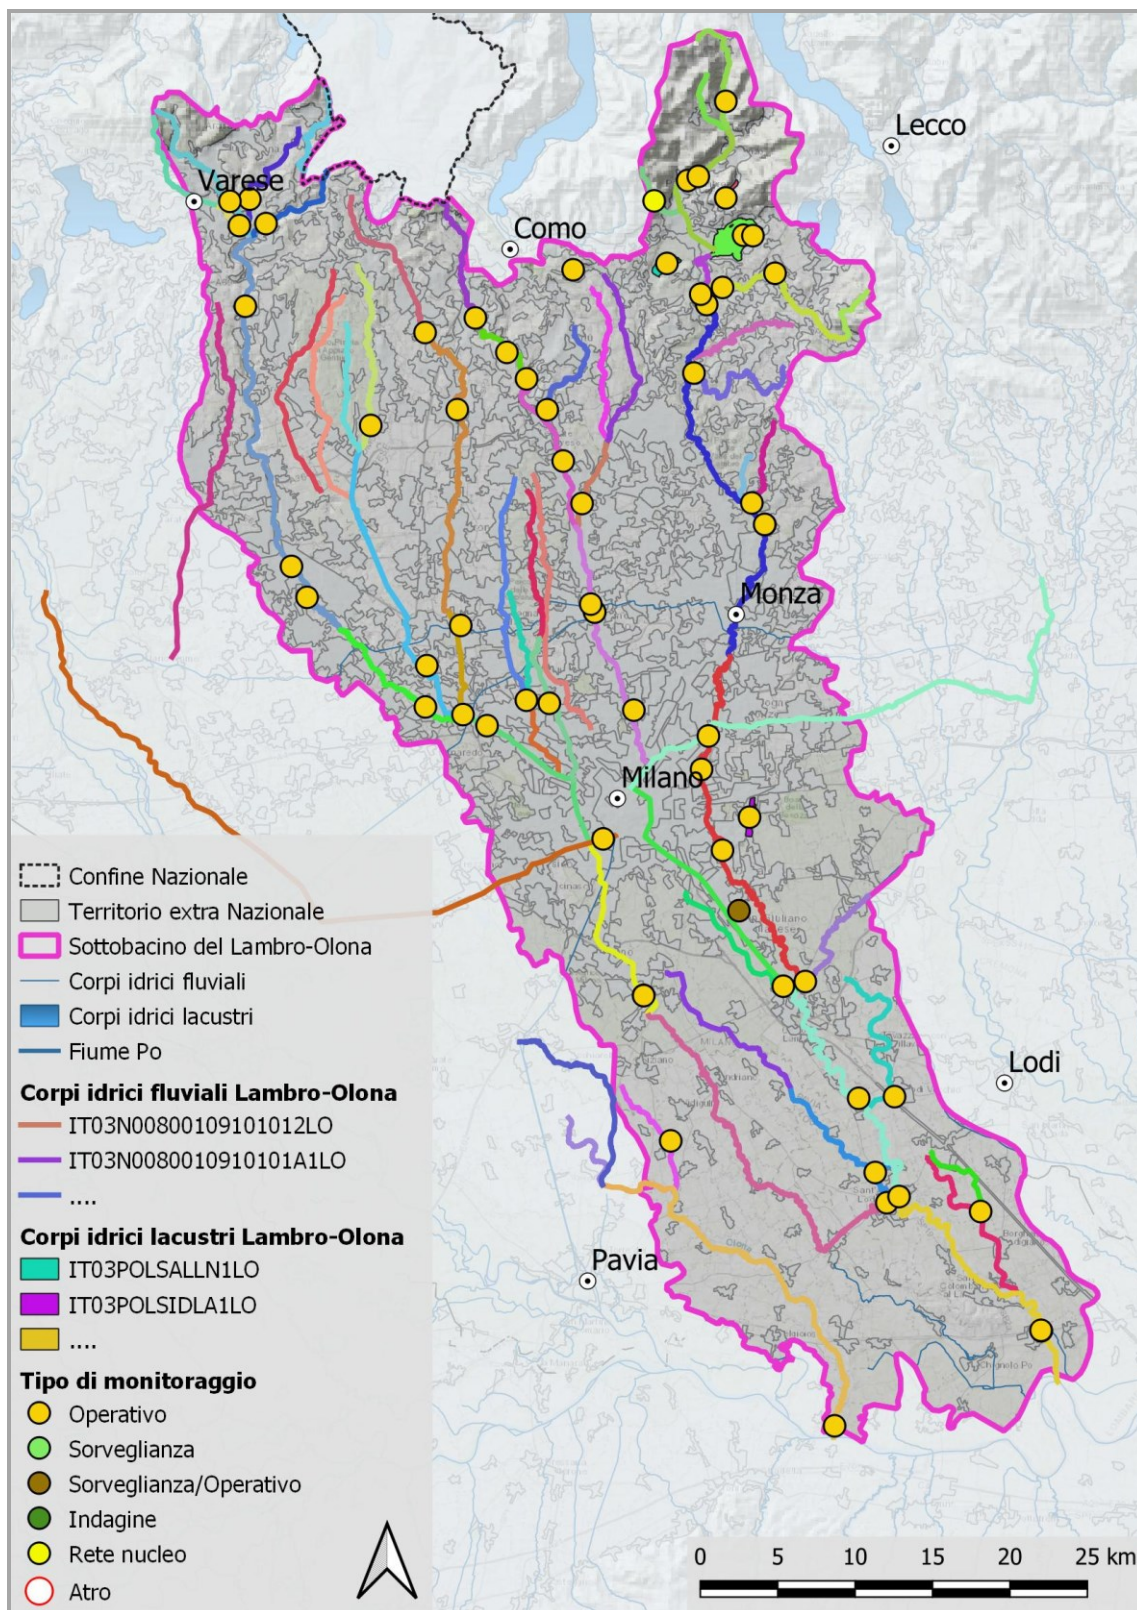 Lecco
Varese
Como
Monza
Milano
Lodi
Pavia
Confine Nazionale
Territorio extra Nazionale
Sottobacino del Lambro-Olona
Corpi idrici fluviali
Corpi idrici lacustri
Fiume Po
Corpi idrici fluviali Lambro-Olona
IT03N00800109101012LO
IT03N0080010910101A1LO
....
Corpi idrici lacustri Lambro-Olona
IT03POLSALLN1LO
IT03POLSIDLA1LO
....
Tipo di monitoraggio
Operativo
Sorveglianza
Sorveglianza/Operativo
Indagine
Rete nucleo
Atro
0 5 10 15 20 25 km